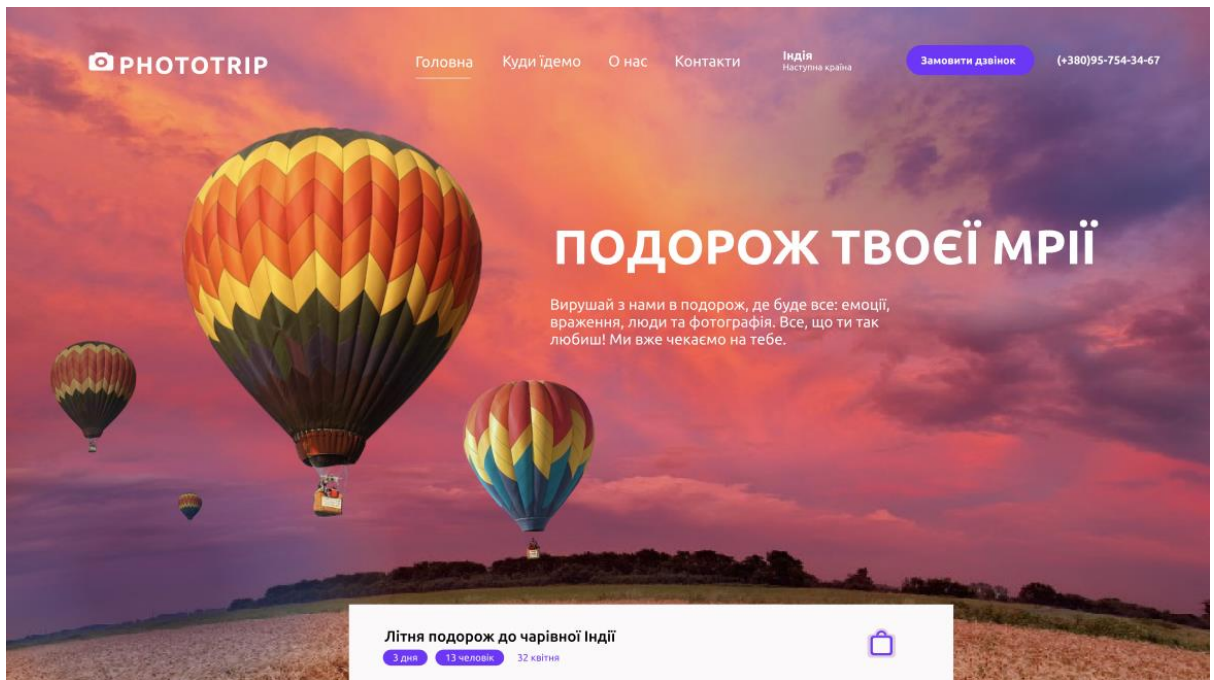 PHOTOTRIP
Головна
Куди їдемо
О нас
Контакти
Індія
Наступна країна
Замовити дзвінок
(+380)95-754-34-67
ПОДОРОЖ ТВОЄЇ МРІЇ
Вирушай з нами в подорож, де буде все: емоції,
враження, люди та фотографія. Все, що ти так
любиш! Ми вже чекаємо на тебе.
Літня подорож до чарівної Індії
3 дня
13 человік
32 квітня